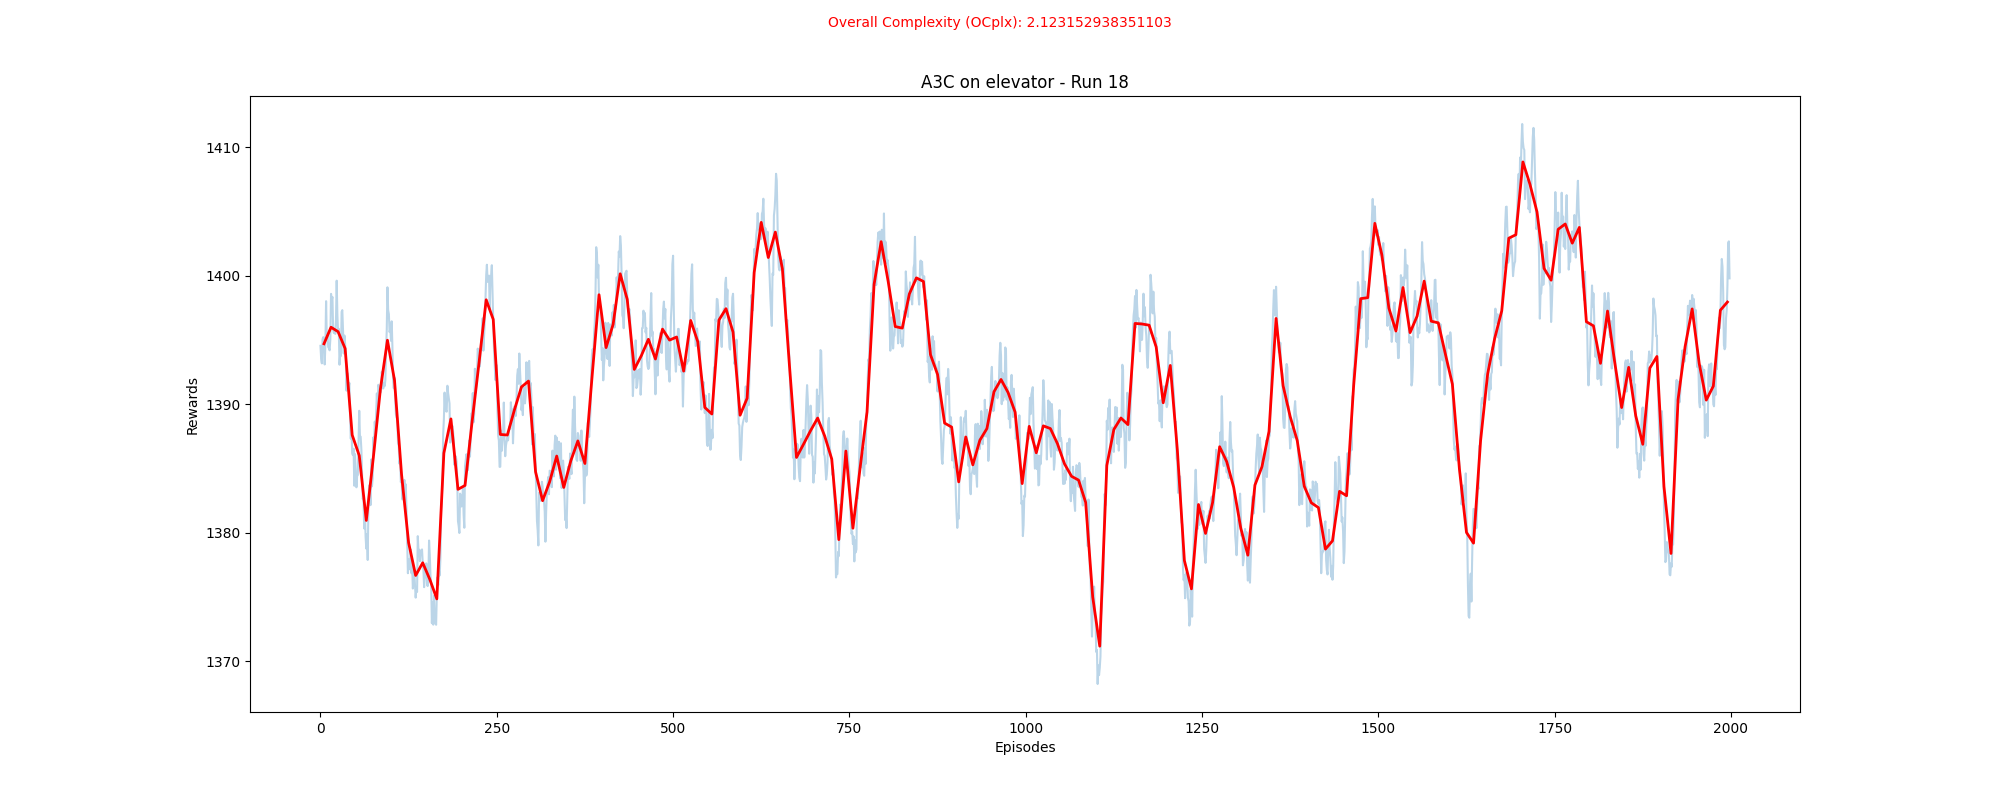 Overall Complexity (OCplx): 2.123152938351103
A3C on elevator - Run 18
Rewards
1410
1400
1390
1380
1370
0 250 500 750 1000 1250 1500 1750 2000
Episodes